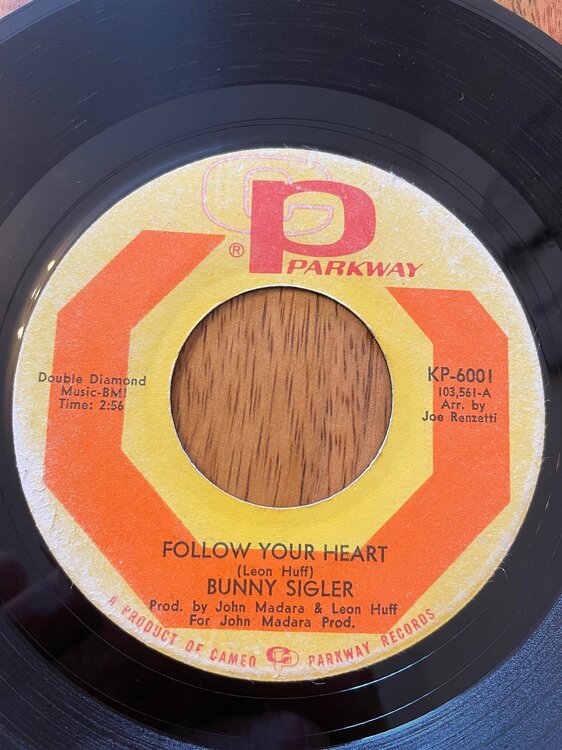 CP
® PARKWAY
Double Diamond
Music-BMI
Time: 2:56
KP-6001
103,561-A
Arr. by
Joe Renzetti
FOLLOW YOUR HEART
(Leon Huff)
BUNNY SIGLER
Prod. by John Madara & Leon Huff
For John Madara Prod.
A PRODUCT OF CAMEO CP PARKWAY RECORDS